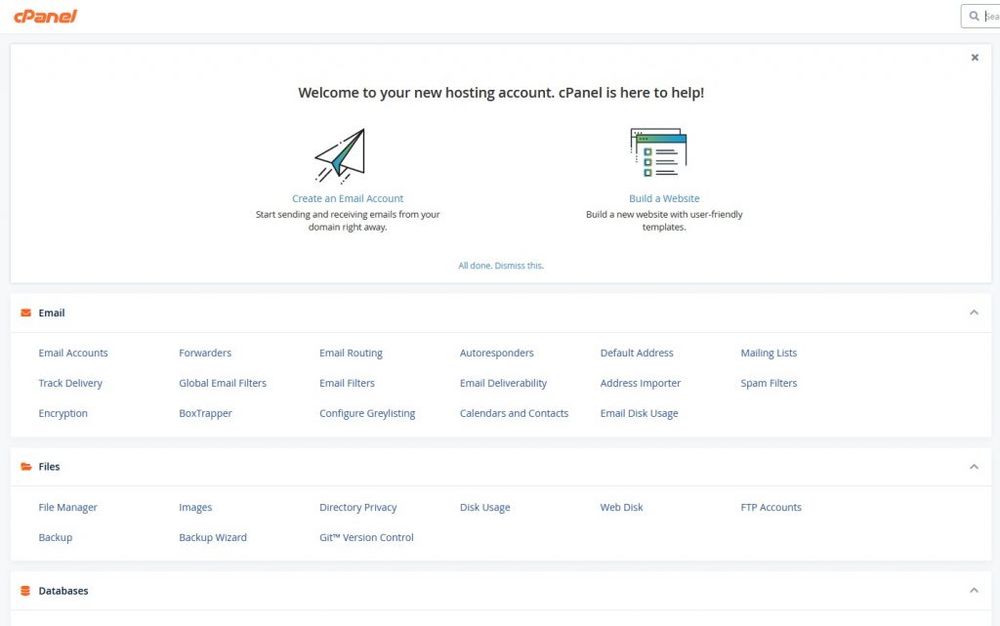 cPanel
Welcome to your new hosting account. cPanel is here to help!
Create an Email Account
Start sending and receiving emails from your
domain right away.
Build a Website
Build a new website with user-friendly
templates.
All done. Dismiss this.
Email
Email Accounts Forwarders Email Routing Autoresponders Default Address Mailing Lists
Track Delivery Global Email Filters Email Filters Email Deliverability Address Importer Spam Filters
Encryption BoxTrapper Configure Greylisting Calendars and Contacts Email Disk Usage
Files
File Manager Images Directory Privacy Disk Usage Web Disk FTP Accounts
Backup Backup Wizard Git™ Version Control
Databases